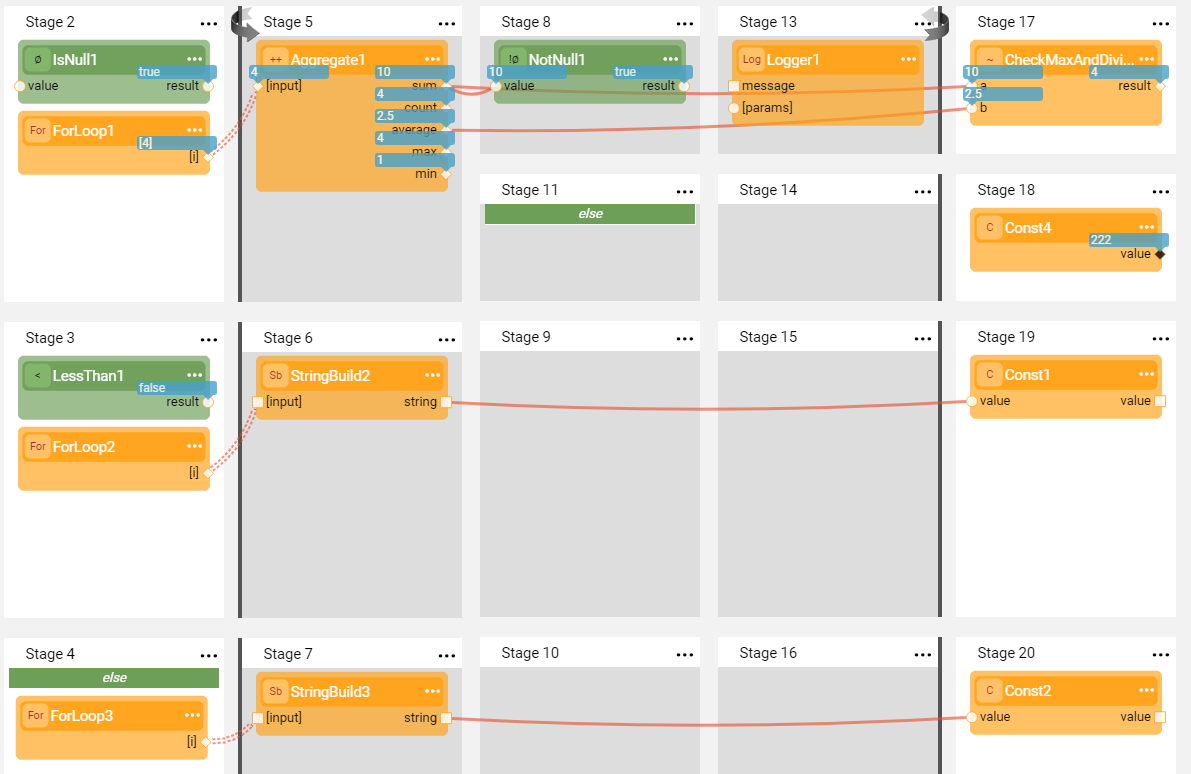 Stage 2
Ø
IsNull1
true
value
result
For
ForLoop1
[4]
[i]
Stage 5
++
Aggregate1
4
10
[input]
sum
4
count
2.5
average
4
max
1
min
Stage 8
!Ø
NotNull1
10
true
value
result
Stage 13
Log
Logger1
message
[params]
Stage 17
~
CheckMaxAndDivi...
10
4
a
result
2.5
b
Stage 11
else
Stage 14
Stage 18
C
Const4
222
value
Stage 3
<
LessThan1
false
result
For
ForLoop2
[i]
Stage 6
Sb
StringBuild2
[input]
string
Stage 9
Stage 15
Stage 19
C
Const1
value
value
Stage 4
else
For
ForLoop3
[i]
Stage 7
Sb
StringBuild3
[input]
string
Stage 10
Stage 16
Stage 20
C
Const2
value
value